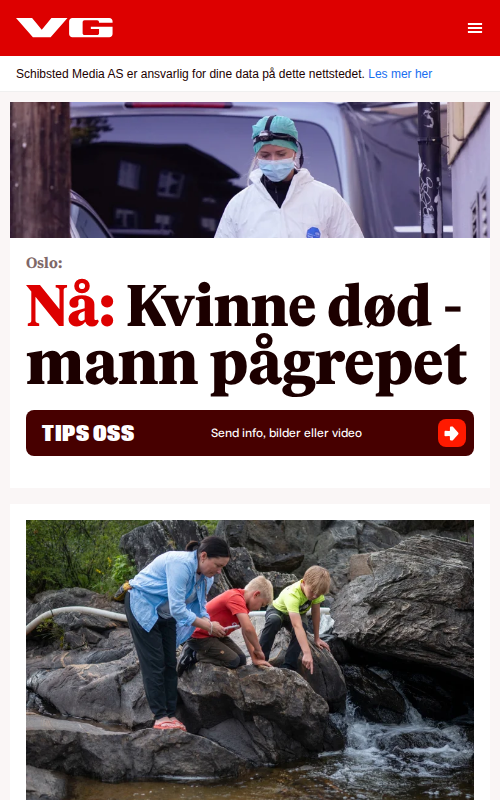 VG
Schibsted Media AS er ansvarlig for dine data på dette nettstedet. Les mer her
Oslo:
Nå: Kvinne død -
mann pågrepet
TIPS OSS
Send info, bilder eller video